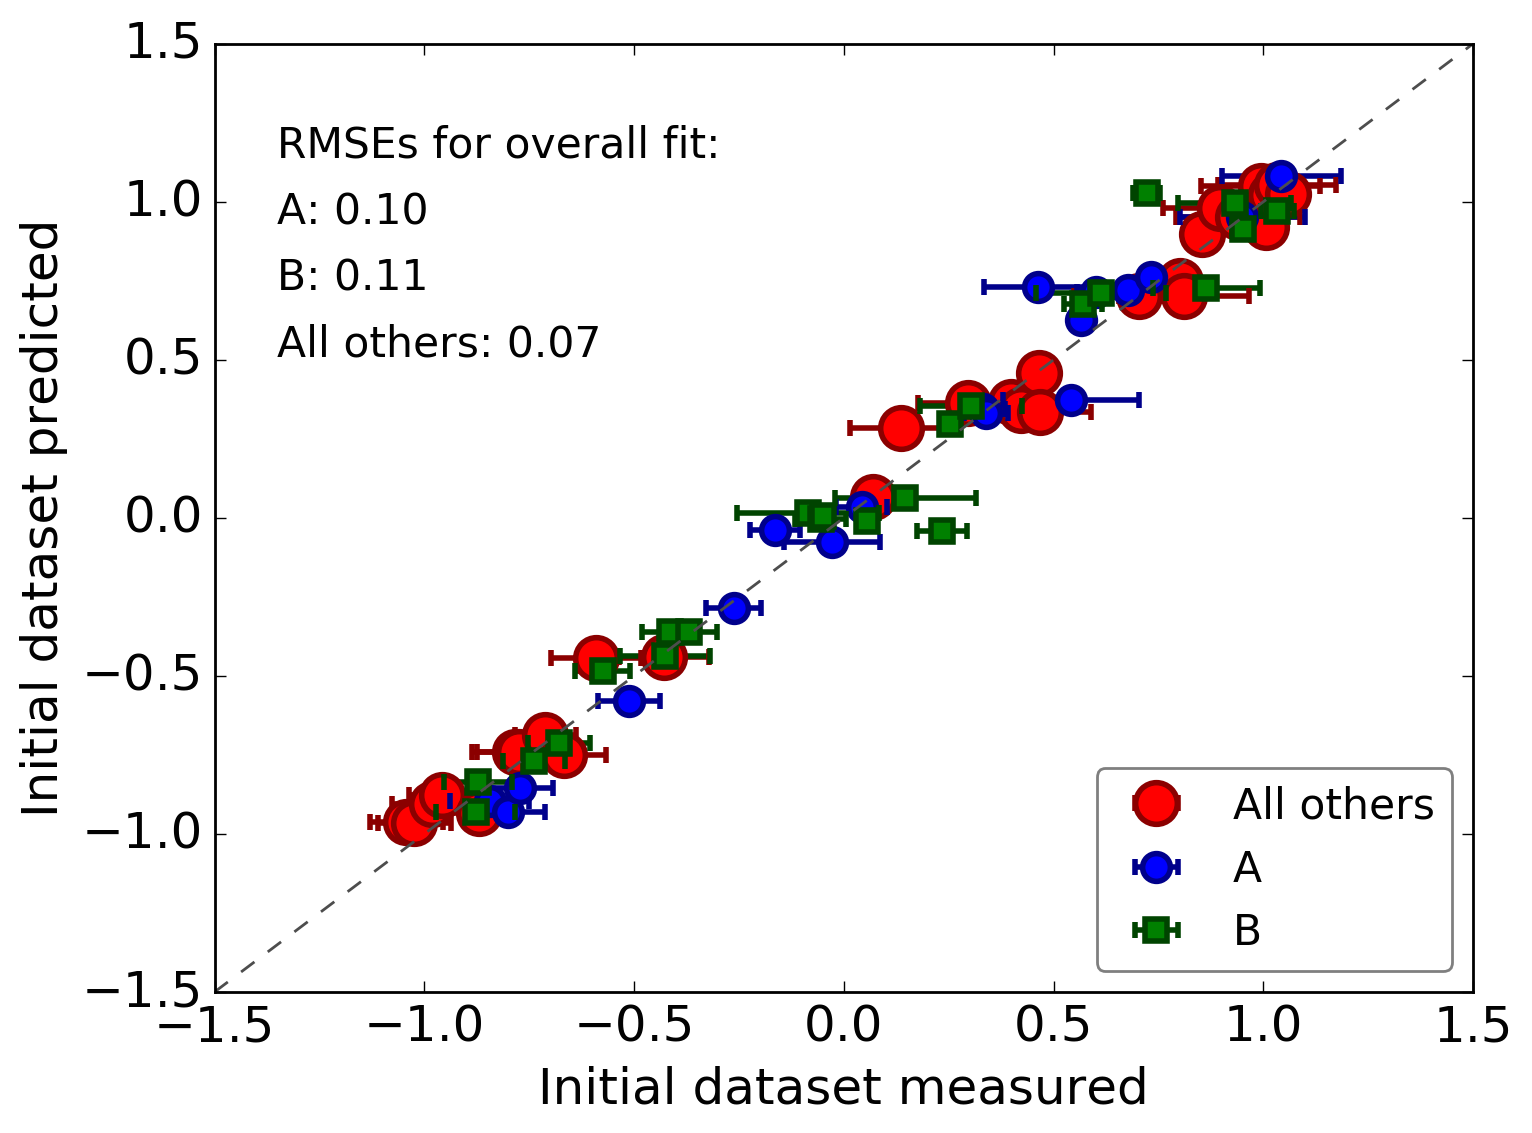 1.5
1.0
0.5
0.0
−0.5
−1.0
−1.5
Initial dataset predicted
RMSEs for overall fit:
A: 0.10
B: 0.11
All others: 0.07
All others
A
B
−1.5
−1.0
−0.5
0.0
0.5
1.0
1.5
Initial dataset measured